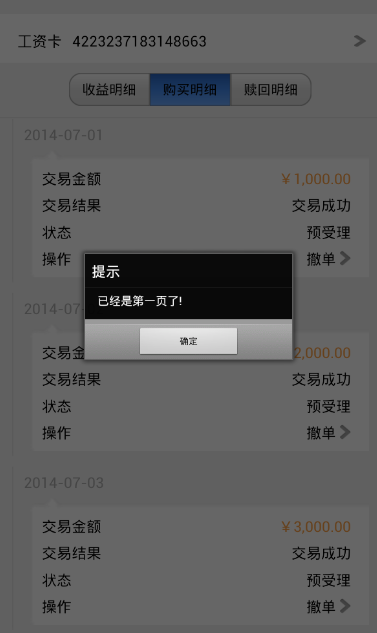 工资卡 4223237183148663
收益明细 购买明细 赎回明细
2014-07-01
交易金额 ￥1,000.00
交易结果 交易成功
状态 预受理
操作 撤单
提示
已经是第一页了!
确定
2014-07
交易金 2,000.00
交易结果 交易成功
状态 预受理
操作 撤单
2014-07-03
交易金额 ￥3,000.00
交易结果 交易成功
状态 预受理
操作 撤单